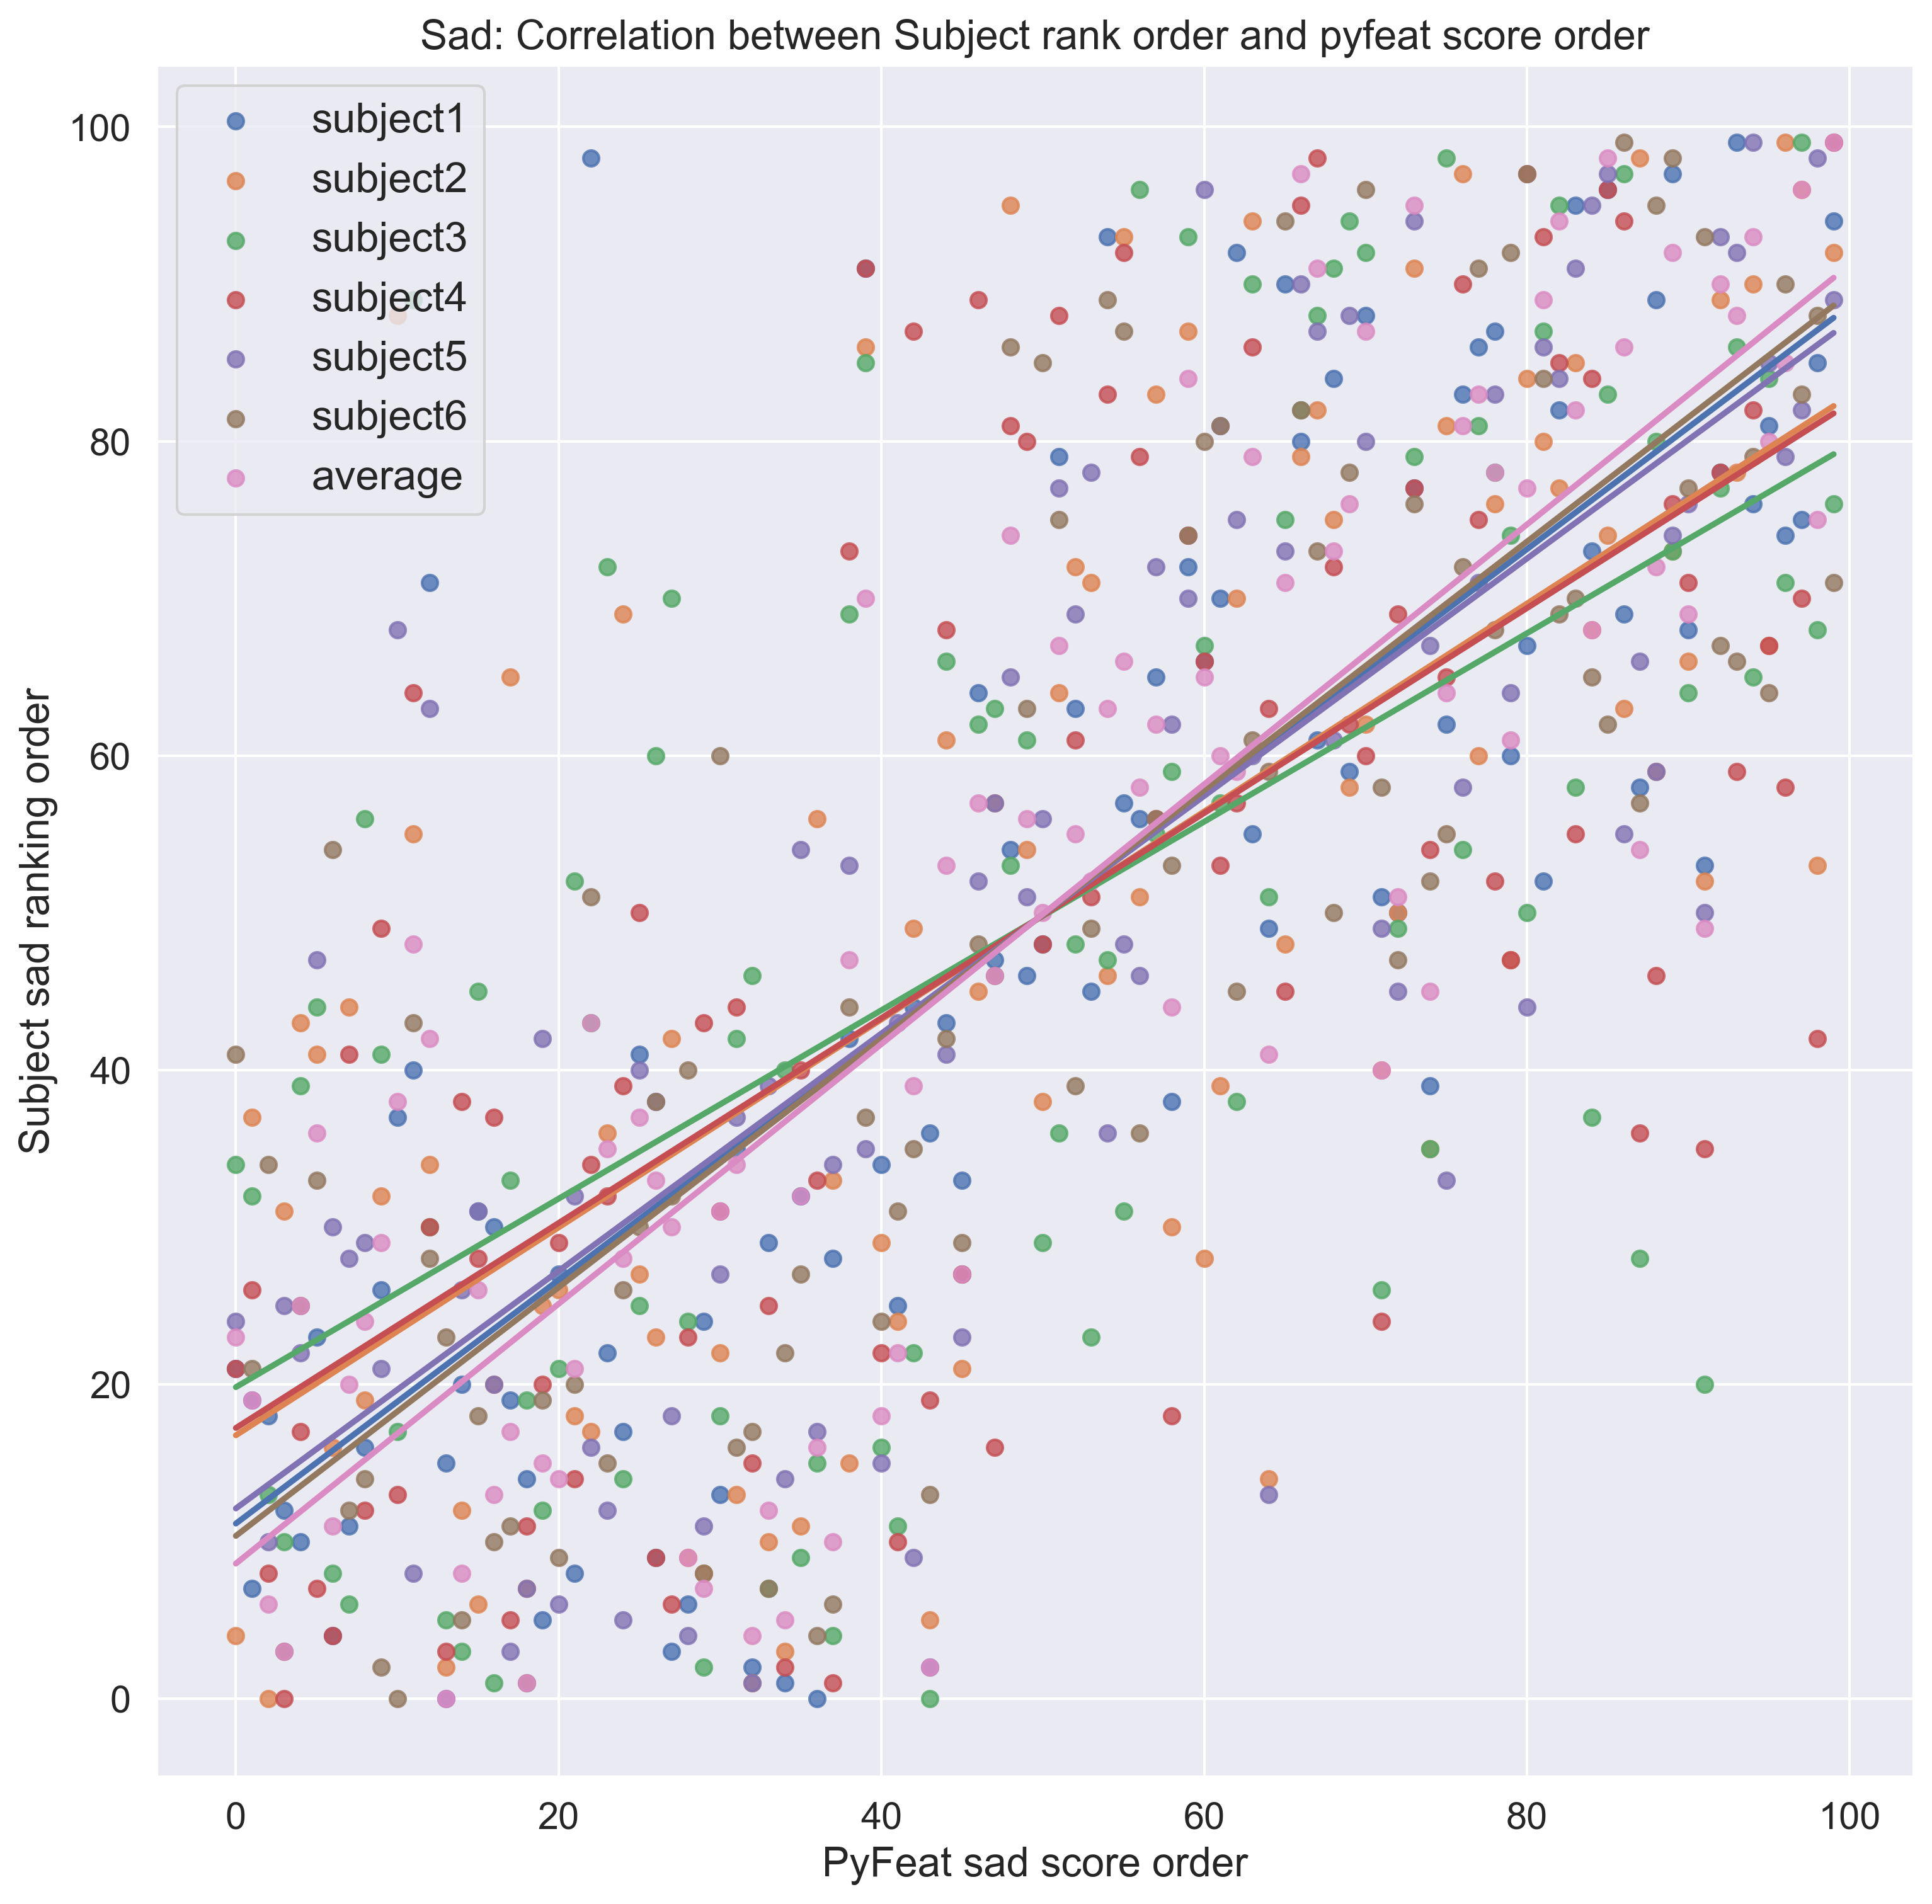 Sad: Correlation between Subject rank order and pyfeat score order
subject1
subject2
subject3
subject4
subject5
subject6
average
100
80
60
40
20
0
Subject sad ranking order
0 20 40 60 80 100
PyFeat sad score order